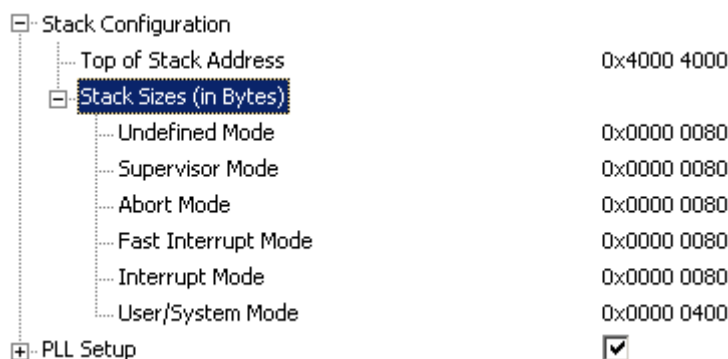 Stack Configuration
Top of Stack Address 0x4000 4000
Stack Sizes (in Bytes)
Undefined Mode 0x0000 0080
Supervisor Mode 0x0000 0080
Abort Mode 0x0000 0080
Fast Interrupt Mode 0x0000 0080
Interrupt Mode 0x0000 0080
User/System Mode 0x0000 0400
PLL Setup